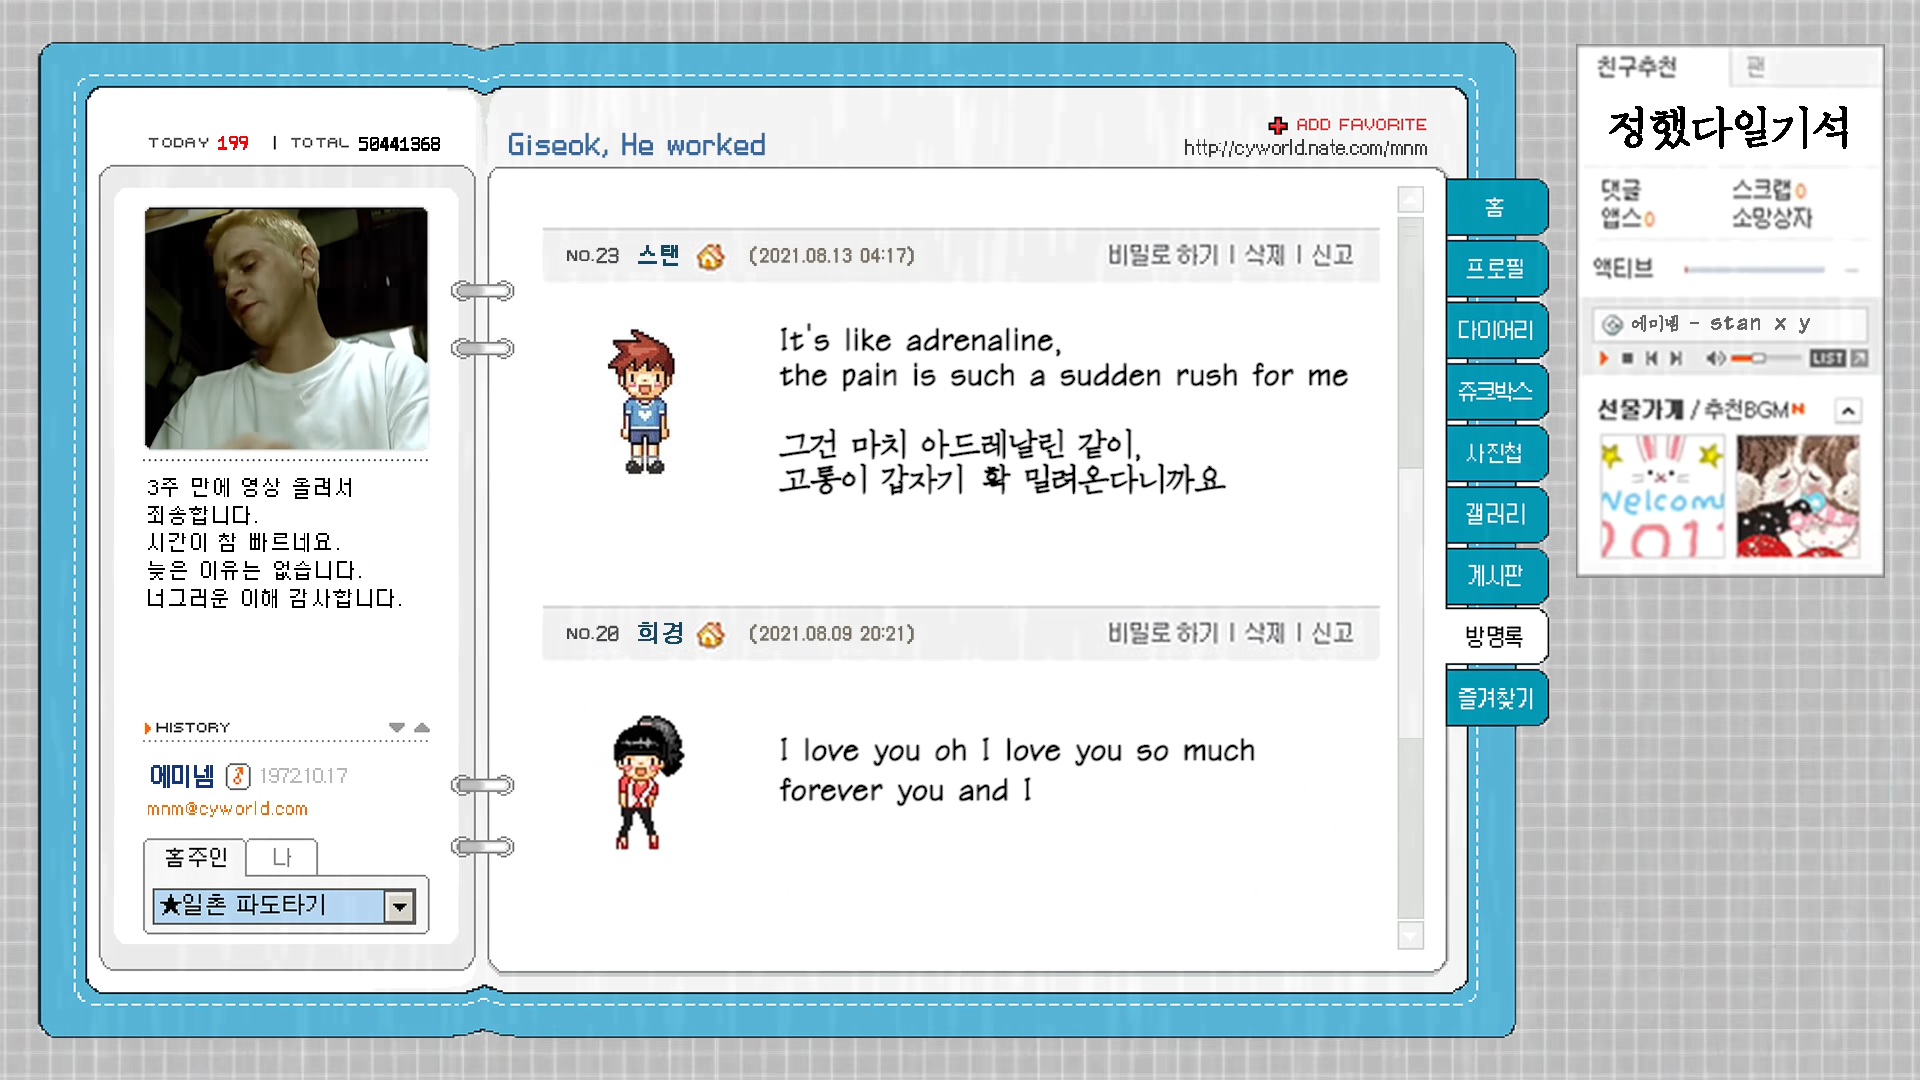 TODAY 199 | TOTAL 50441368
Giseok, He worked
ADD FAVORITE
http://cyworld.nate.com/mnm
3주 만에 영상 올려서
죄송합니다.
시간이 참 빠르네요.
늦은 이유는 없습니다.
너그러운 이해 감사합니다.
HISTORY
에미넴 1972.10.17
mnm@cyworld.com
홈주인 나
★일촌 파도타기
NO.23 스탠 (2021.08.13 04:17) 비밀로 하기 | 삭제 | 신고
It's like adrenaline,
the pain is such a sudden rush for me
그건 마치 아드레날린 같이,
고통이 갑자기 확 밀려온다니까요
NO.20 희경 (2021.08.09 20:21) 비밀로 하기 | 삭제 | 신고
I love you oh I love you so much
forever you and I
홈
프로필
다이어리
쥬크박스
사진첩
갤러리
게시판
방명록
즐겨찾기
친구추천 팬
정했다일기석
댓글 스크랩 0
앱스 0 소망상자
액티브
에미넴 - stan x y
LIST
선물가게 / 추천BGM N
Welcome
2011